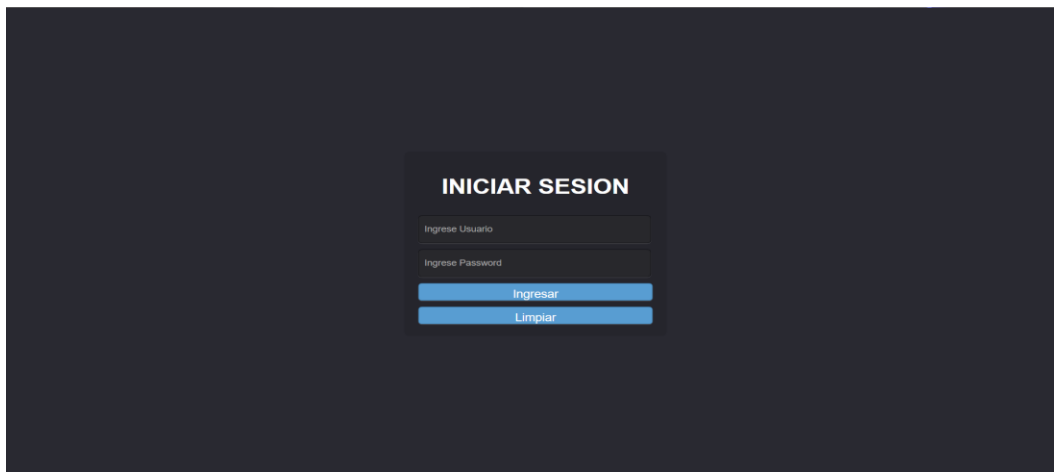 INICIAR SESION
Ingrese Usuario
Ingrese Password
Ingresar
Limpiar